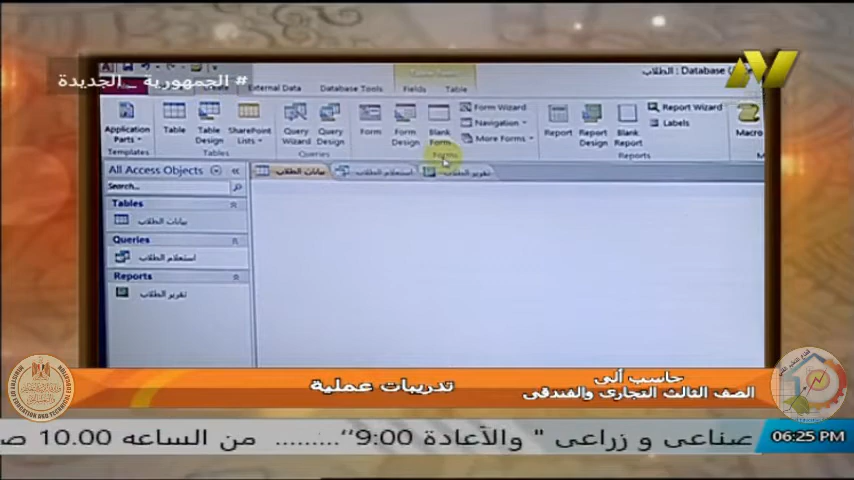 # الجمهورية _ الجديدة
الطلاب : Database
External Data
Database Tools
Fields
Table
Application Parts
Table
Table Design
SharePoint Lists
Query Wizard
Query Design
Form
Form Design
Blank Form
Form Wizard
Navigation
More Forms
Report
Report Design
Blank Report
Report Wizard
Labels
Macro
Templates
Tables
Queries
Forms
Reports
All Access Objects
بيانات الطلاب
استعلام الطلاب
تقرير الطلاب
Search...
Tables
بيانات الطلاب
Queries
استعلام الطلاب
Reports
تقرير الطلاب
حاسب ألى
الصف الثالث التجارى والفندقى
تدريبات عملية
صناعى و زراعى " والآعادة 9:00“......... من الساعه 10.00 صـ
06:25 PM